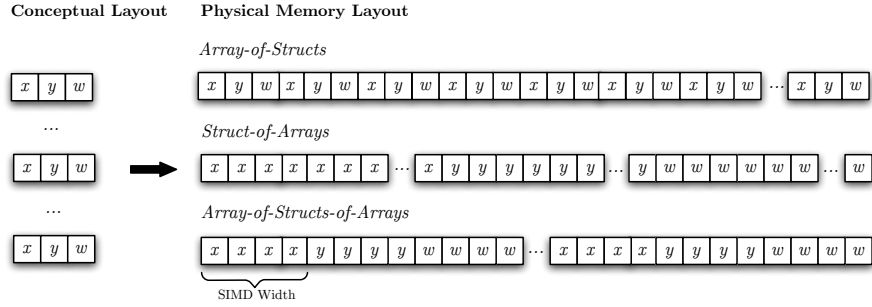 Conceptual Layout Physical Memory Layout
Array-of-Structs
x y w x y w x y w x y w x y w x y w x y w x y w ... x y w
...
Struct-of-Arrays
x y w x x x x x x x ... x y y y y y y ... y w w w w w w ... w
...
Array-of-Structs-of-Arrays
x y w x x x x y y y y w w w w ... x x x x y y y y w w w w
SIMD Width